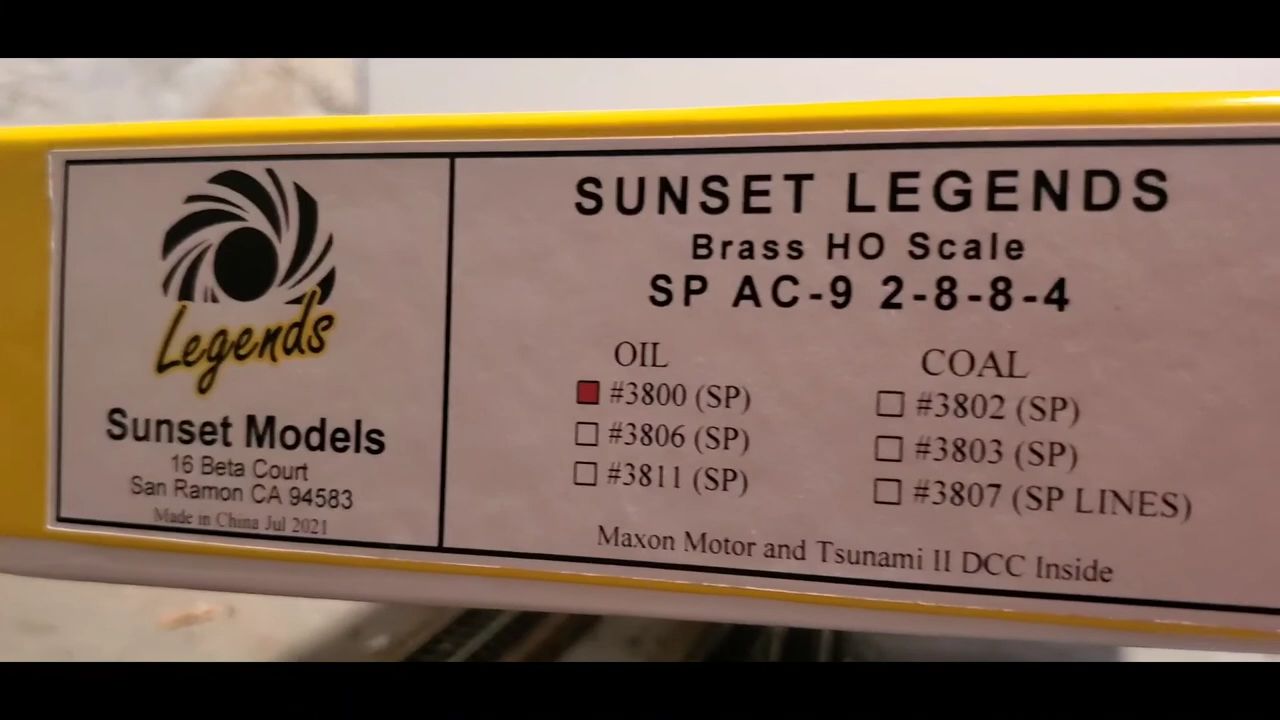 Legends
Sunset Models
16 Beta Court
San Ramon CA 94583
Made in China Jul 2021
SUNSET LEGENDS
Brass HO Scale
SP AC-9 2-8-8-4
OIL
#3800 (SP)
#3806 (SP)
#3811 (SP)
COAL
#3802 (SP)
#3803 (SP)
#3807 (SP LINES)
Maxon Motor and Tsunami II DCC Inside